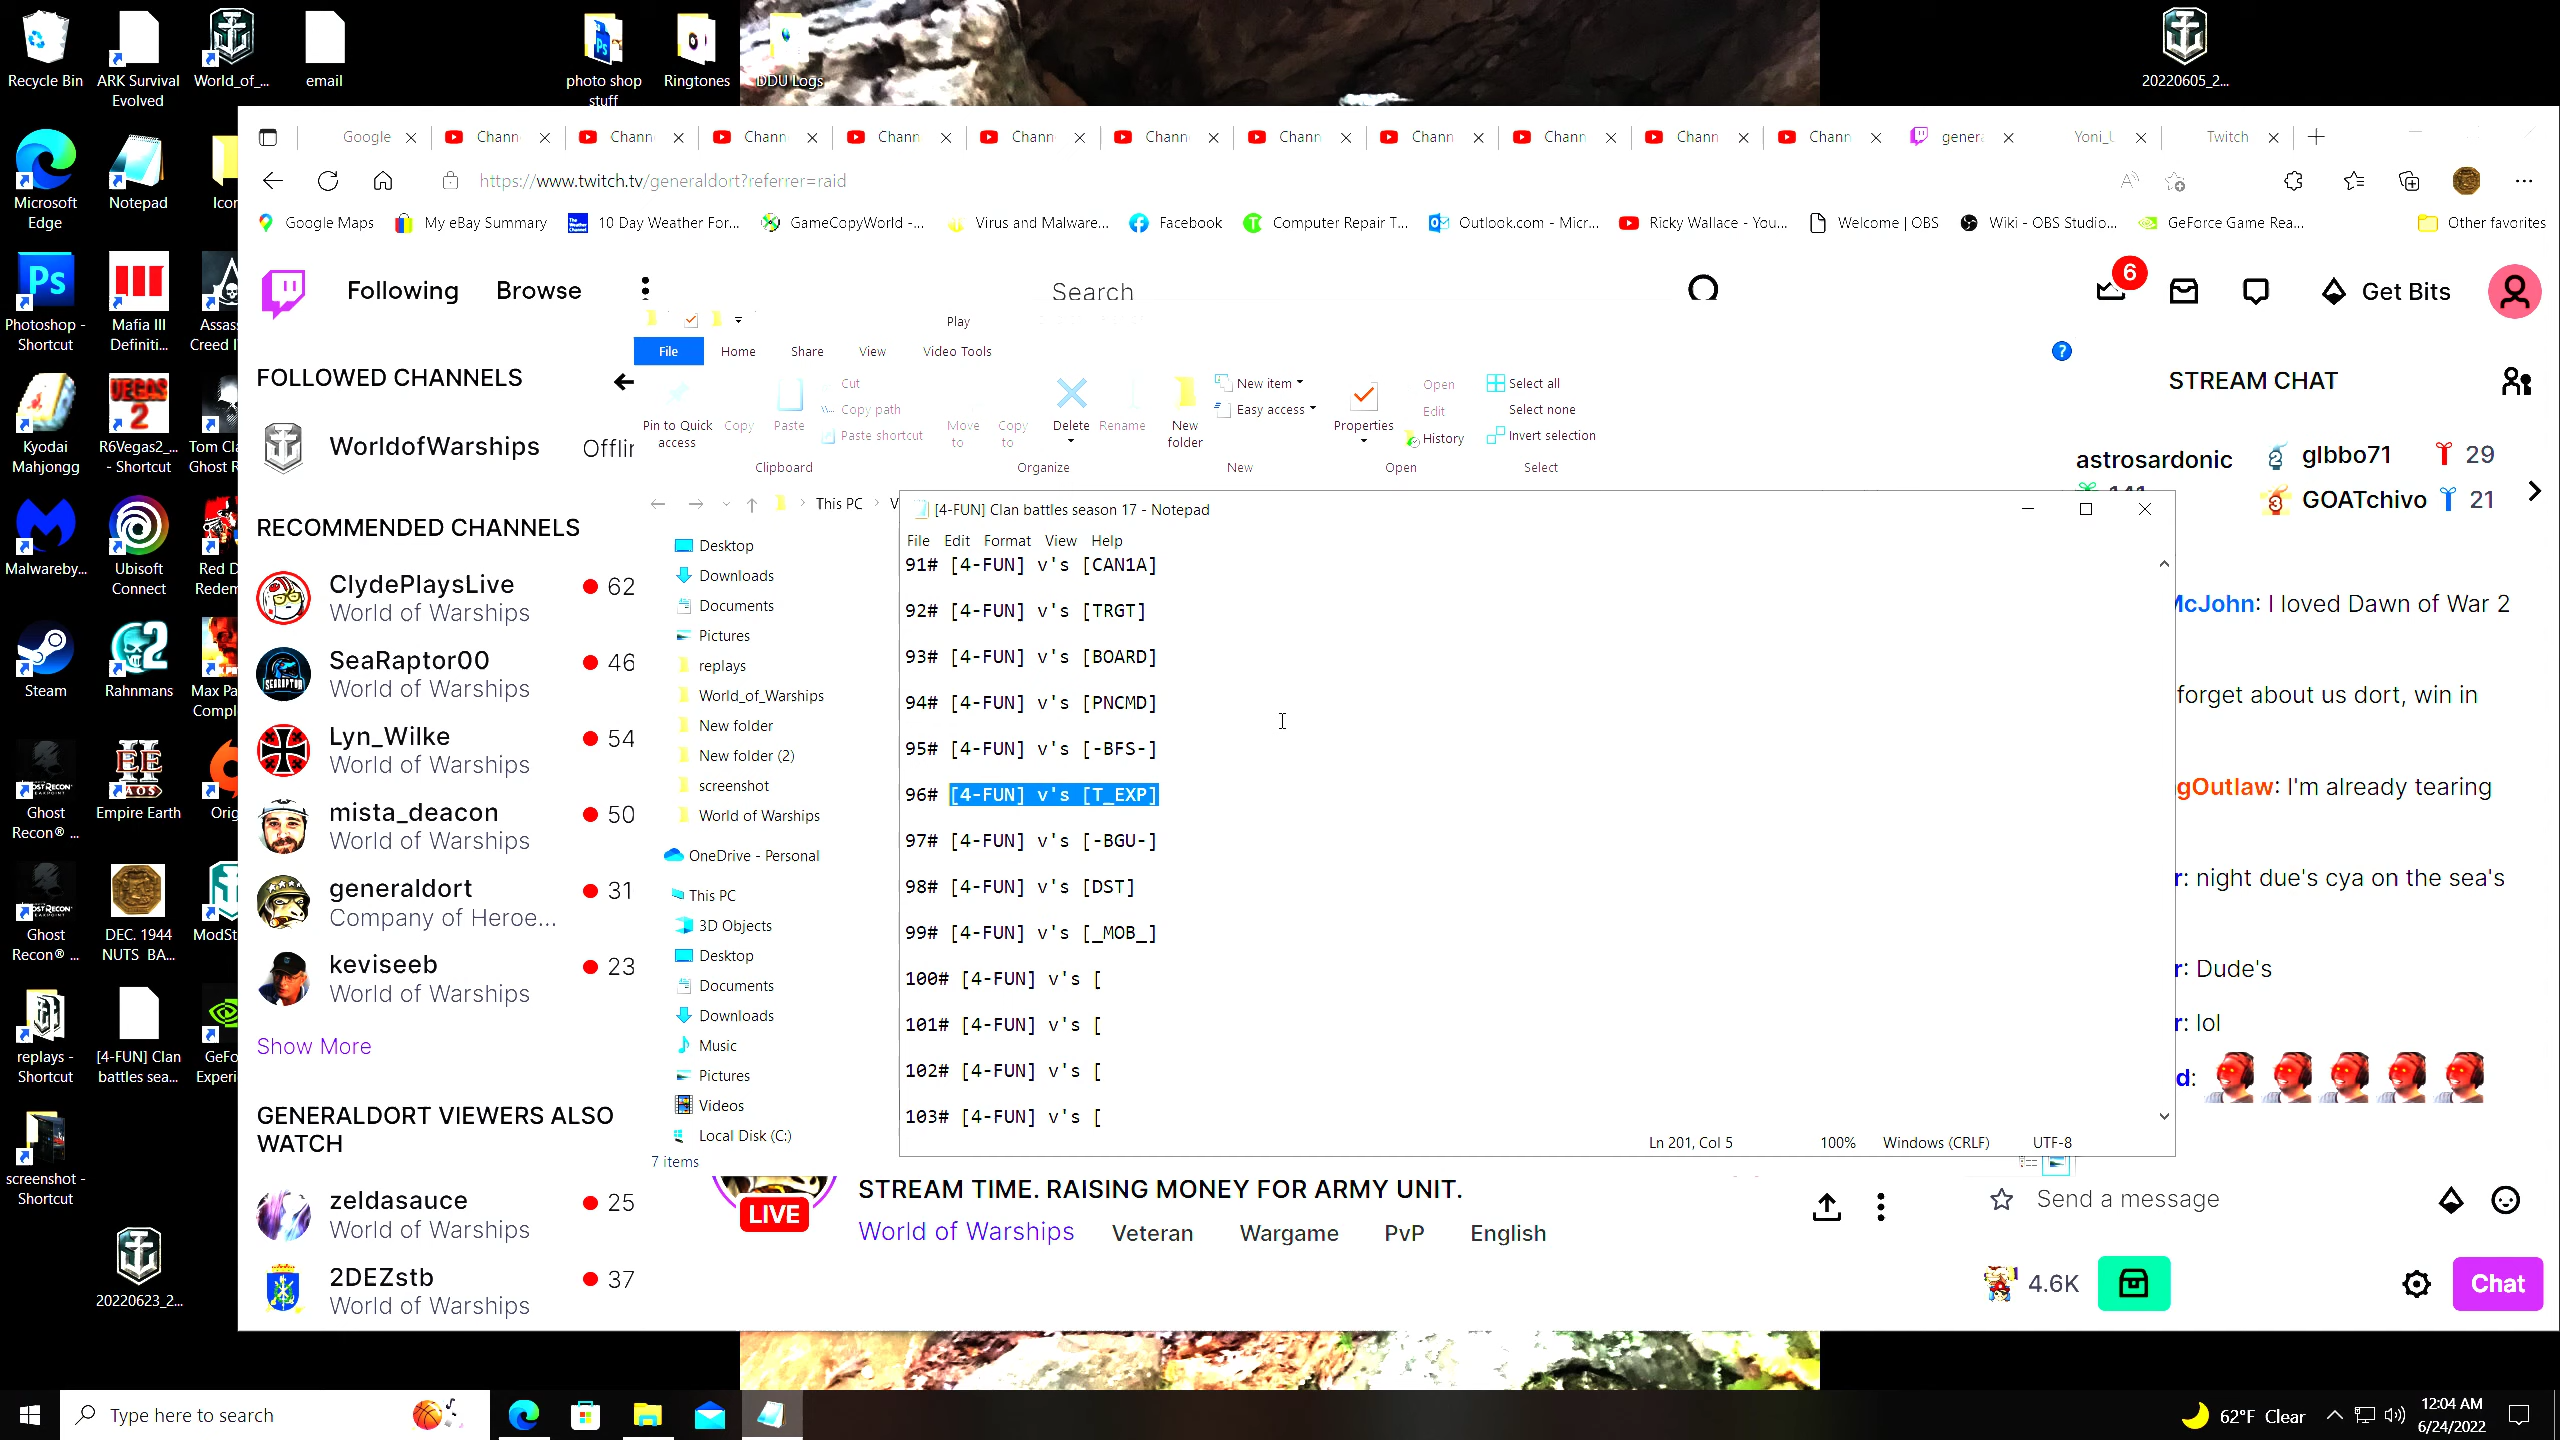 Recycle Bin
ARK Survival
Evolved
World_of_...
email
photo shop
stuff
Ringtones
DDU Logs
20220605_2...
Microsoft
Edge
Notepad
Icon
Photoshop -
Shortcut
Mafia III
Definiti...
Assas
Creed I
Kyodai
Mahjongg
R6Vegas2_...
- Shortcut
Tom Cla
Ghost R
Malwareby...
Ubisoft
Connect
Red D
Redem
Steam
Rahnmans
Max Pa
Compl
Ghost
Recon® ...
Empire Earth
Orig
Ghost
Recon® ...
DEC. 1944
NUTS BA...
ModSt
replays -
Shortcut
[4-FUN] Clan
battles sea...
GeFo
Experi
screenshot -
Shortcut
20220623_2...
Google
Chann
Chann
Chann
Chann
Chann
Chann
Chann
Chann
Chann
Chann
Chann
genera
Yoni_L
Twitch
https://www.twitch.tv/generaldort?referrer=raid
Google Maps
My eBay Summary
10 Day Weather For...
GameCopyWorld -...
Virus and Malware...
Facebook
Computer Repair T...
Outlook.com - Micr...
Ricky Wallace - You...
Welcome | OBS
Wiki - OBS Studio...
GeForce Game Rea...
Other favorites
Following
Browse
Search
6
Get Bits
FOLLOWED CHANNELS
WorldofWarships
Offlin
RECOMMENDED CHANNELS
ClydePlaysLive
62
World of Warships
SeaRaptor00
46
World of Warships
Lyn_Wilke
54
World of Warships
mista_deacon
50
World of Warships
generaldort
31
Company of Heroe...
keviseeb
23
World of Warships
Show More
GENERALDORT VIEWERS ALSO
WATCH
zeldasauce
25
World of Warships
2DEZstb
37
World of Warships
Play
File
Home
Share
View
Video Tools
Pin to Quick
access
Copy
Paste
Cut
Copy path
Paste shortcut
Clipboard
Move
to
Copy
to
Delete
Rename
Organize
New
folder
New item
Easy access
New
Properties
Open
Edit
History
Open
Select all
Select none
Invert selection
Select
This PC
V
Desktop
Downloads
Documents
Pictures
replays
World_of_Warships
New folder
New folder (2)
screenshot
World of Warships
OneDrive - Personal
This PC
3D Objects
Desktop
Documents
Downloads
Music
Pictures
Videos
Local Disk (C:)
7 items
[4-FUN] Clan battles season 17 - Notepad
File Edit Format View Help
91# [4-FUN] v's [CAN1A]
92# [4-FUN] v's [TRGT]
93# [4-FUN] v's [BOARD]
94# [4-FUN] v's [PNCMD]
95# [4-FUN] v's [-BFS-]
96# [4-FUN] v's [T_EXP]
97# [4-FUN] v's [-BGU-]
98# [4-FUN] v's [DST]
99# [4-FUN] v's [_MOB_]
100# [4-FUN] v's [
101# [4-FUN] v's [
102# [4-FUN] v's [
103# [4-FUN] v's [
Ln 201, Col 5
100%
Windows (CRLF)
UTF-8
STREAM CHAT
astrosardonic
2 glbbo71 29
3 GOATchivo 21
McJohn: I loved Dawn of War 2
forget about us dort, win in
gOutlaw: I'm already tearing
r: night due's cya on the sea's
r: Dude's
r: lol
d:
LIVE
STREAM TIME. RAISING MONEY FOR ARMY UNIT.
World of Warships
Veteran
Wargame
PvP
English
Send a message
4.6K
Chat
Type here to search
62°F Clear
12:04 AM
6/24/2022